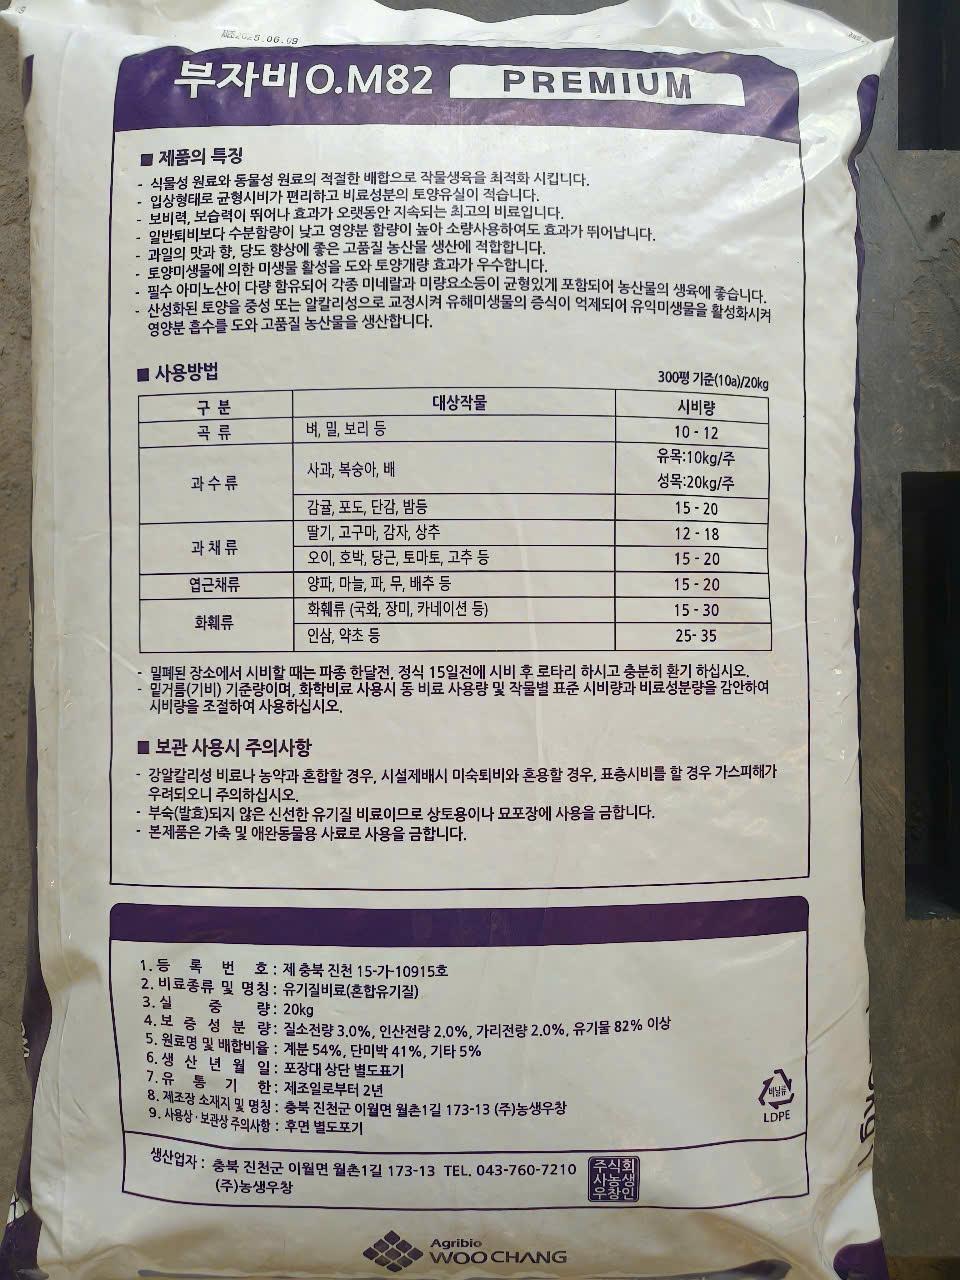 2025.06.09
부자비O.M82 PREMIUM
■ 제품의 특징
- 식물성 원료와 동물성 원료의 적절한 배합으로 작물생육을 최적화 시킵니다.
- 입상형태로 균형시비가 편리하고 비료성분의 토양유실이 적습니다.
- 보비력, 보습력이 뛰어나 효과가 오랫동안 지속되는 최고의 비료입니다.
- 일반퇴비보다 수분함량이 낮고 영양분 함량이 높아 소량사용하여도 효과가 뛰어납니다.
- 과일의 맛과 향, 당도 향상에 좋은 고품질 농산물 생산에 적합합니다.
- 토양미생물에 의한 미생물 활성을 도와 토양개량 효과가 우수합니다.
- 필수 아미노산이 다량 함유되어 각종 미네랄과 미량요소등이 균형있게 포함되어 농산물의 생육에 좋습니다.
- 산성화된 토양을 중성 또는 알칼리성으로 교정시켜 유해미생물의 증식이 억제되어 유익미생물을 활성화시켜
영양분 흡수를 도와 고품질 농산물을 생산합니다.
■ 사용방법
300평 기준(10a)/20kg
구 분 대상작물 시비량
곡 류 벼, 밀, 보리 등 10 - 12
과 수 류 사과, 복숭아, 배 유목:10kg/주
성목:20kg/주
감귤, 포도, 단감, 밤등 15 - 20
과 채 류 딸기, 고구마, 감자, 상추 12 - 18
오이, 호박, 당근, 토마토, 고추 등 15 - 20
엽근채류 양파, 마늘, 파, 무, 배추 등 15 - 20
화훼류 화훼류 (국화, 장미, 카네이션 등) 15 - 30
인삼, 약초 등 25- 35
- 밀폐된 장소에서 시비할 때는 파종 한달전, 정식 15일전에 시비 후 로타리 하시고 충분히 환기 하십시오.
- 밑거름(기비) 기준량이며, 화학비료 사용시 동 비료 사용량 및 작물별 표준 시비량과 비료성분량을 감안하여
시비량을 조절하여 사용하십시오.
■ 보관 사용시 주의사항
- 강알칼리성 비료나 농약과 혼합할 경우, 시설재배시 미숙퇴비와 혼용할 경우, 표층시비를 할 경우 가스피해가
우려되오니 주의하십시오.
- 부숙(발효)되지 않은 신선한 유기질 비료이므로 상토용이나 묘포장에 사용을 금합니다.
- 본제품은 가축 및 애완동물용 사료로 사용을 금합니다.
1. 등 록 번 호 : 제 충북 진천 15-가-10915호
2. 비료종류 및 명칭 : 유기질비료(혼합유기질)
3. 실 중 량 : 20kg
4. 보 증 성 분 량 : 질소전량 3.0%, 인산전량 2.0%, 가리전량 2.0%, 유기물 82% 이상
5. 원료명 및 배합비율 : 계분 54%, 단미박 41%, 기타 5%
6. 생 산 년 월 일 : 포장대 상단 별도표기
7. 유 통 기 한 : 제조일로부터 2년
8. 제조장 소재지 및 명칭 : 충북 진천군 이월면 월촌1길 173-13 (주)농생우창
9. 사용상·보관상 주의사항 : 후면 별도포기
비닐류
LDPE
생산업자 : 충북 진천군 이월면 월촌1길 173-13 TEL. 043-760-7210
(주)농생우창
주식회
사농생
우창인
Agribio
WOO CHANG